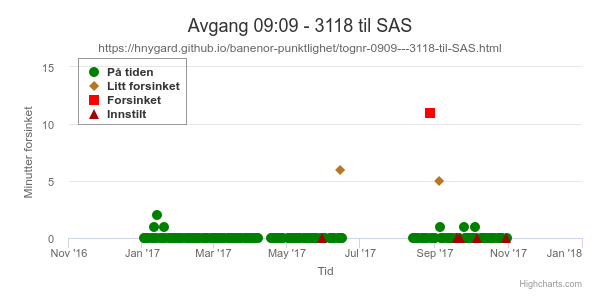 Avgang 09:09 - 3118 til SAS
https://hnygard.github.io/banenor-punktlighet/tognr-0909---3118-til-SAS.html
På tiden
Litt forsinket
Forsinket
Innstilt
Minutter forsinket
15
10
5
0
Nov '16 Jan '17 Mar '17 May '17 Jul '17 Sep '17 Nov '17 Jan '18
Tid
Highcharts.com